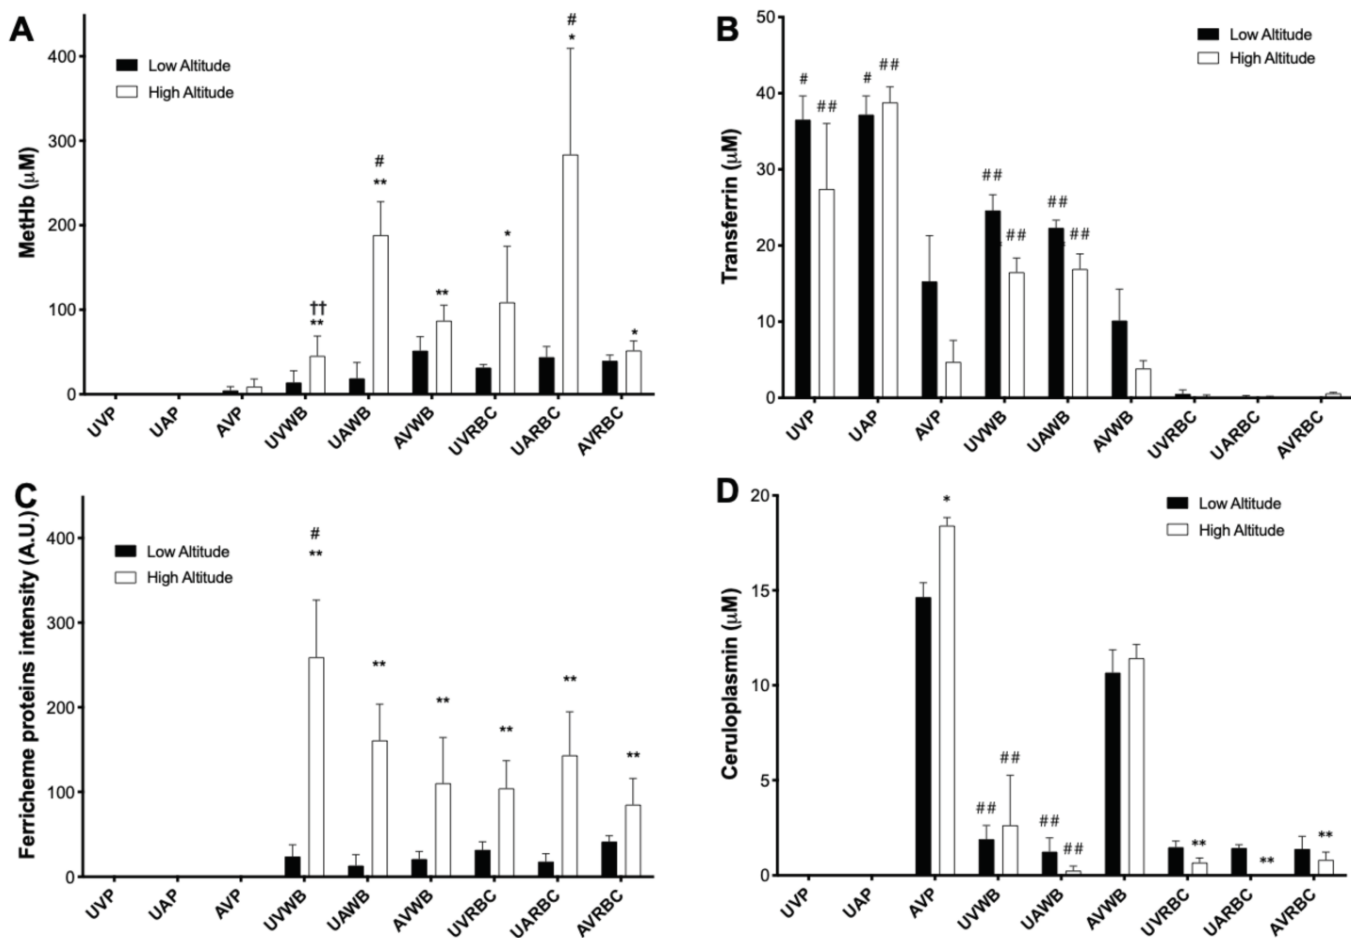 A
MetHb (μM)
400
300
200
100
0
Low Altitude
High Altitude
††
**
#
**
**
*
#
*
*
UVP
UAP
AVP
UVWB
UAWB
AVWB
UVRBC
UARBC
AVRBC
B
Transferrin (μM)
50
40
30
20
10
0
Low Altitude
High Altitude
#
##
#
##
##
##
##
##
UVP
UAP
AVP
UVWB
UAWB
AVWB
UVRBC
UARBC
AVRBC
C
Ferricheme proteins intensity (A.U.)
400
300
200
100
0
Low Altitude
High Altitude
#
**
**
**
**
**
**
UVP
UAP
AVP
UVWB
UAWB
AVWB
UVRBC
UARBC
AVRBC
D
Ceruloplasmin (μM)
20
15
10
5
0
Low Altitude
High Altitude
*
##
##
##
##
**
**
**
UVP
UAP
AVP
UVWB
UAWB
AVWB
UVRBC
UARBC
AVRBC